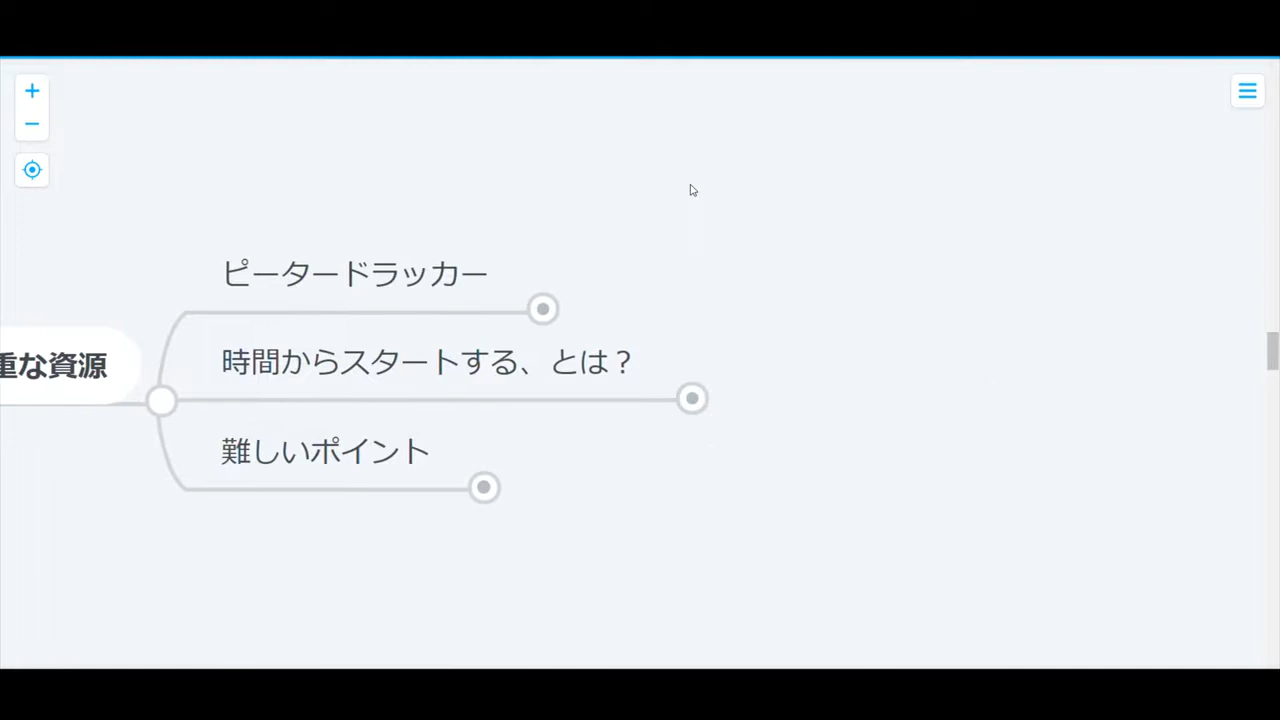 ピータードラッカー
重な資源
時間からスタートする、とは？
難しいポイント